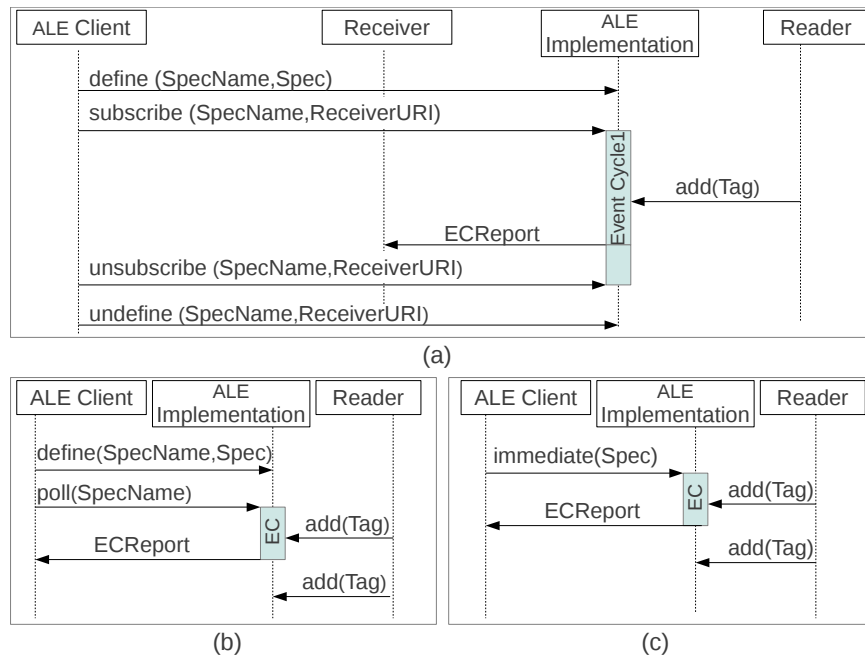 ALE Client
Receiver
ALE
Implementation
Reader
define (SpecName,Spec)
subscribe (SpecName,ReceiverURI)
Event Cycle1
add(Tag)
ECReport
unsubscribe (SpecName,ReceiverURI)
undefine (SpecName,ReceiverURI)
(a)
ALE Client
ALE
Implementation
Reader
define(SpecName,Spec)
poll(SpecName)
EC
add(Tag)
ECReport
add(Tag)
(b)
ALE Client
ALE
Implementation
Reader
immediate(Spec)
EC
add(Tag)
ECReport
add(Tag)
(c)